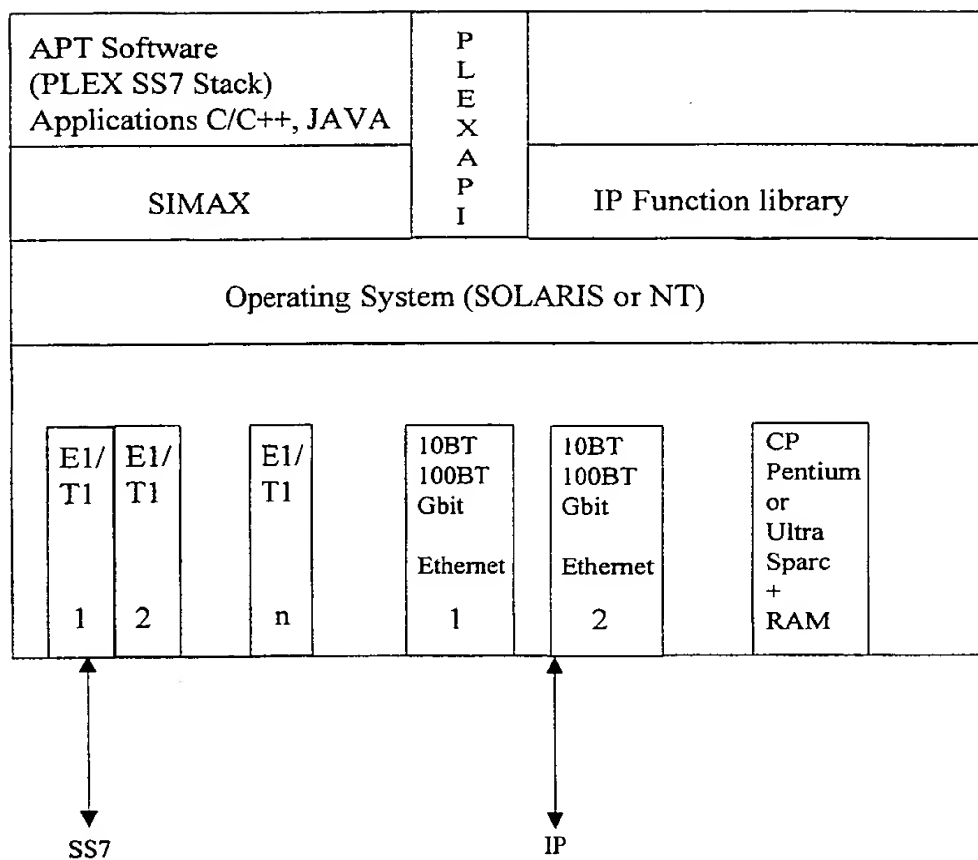 APT Software
(PLEX SS7 Stack)
Applications C/C++, JAVA
P
L
E
X
A
P
I
SIMAX
IP Function library
Operating System (SOLARIS or NT)
E1/
T1
1
E1/
T1
2
E1/
T1
n
10BT
100BT
Gbit
Ethernet
1
10BT
100BT
Gbit
Ethernet
2
CP
Pentium
or
Ultra
Sparc
+
RAM
SS7
IP